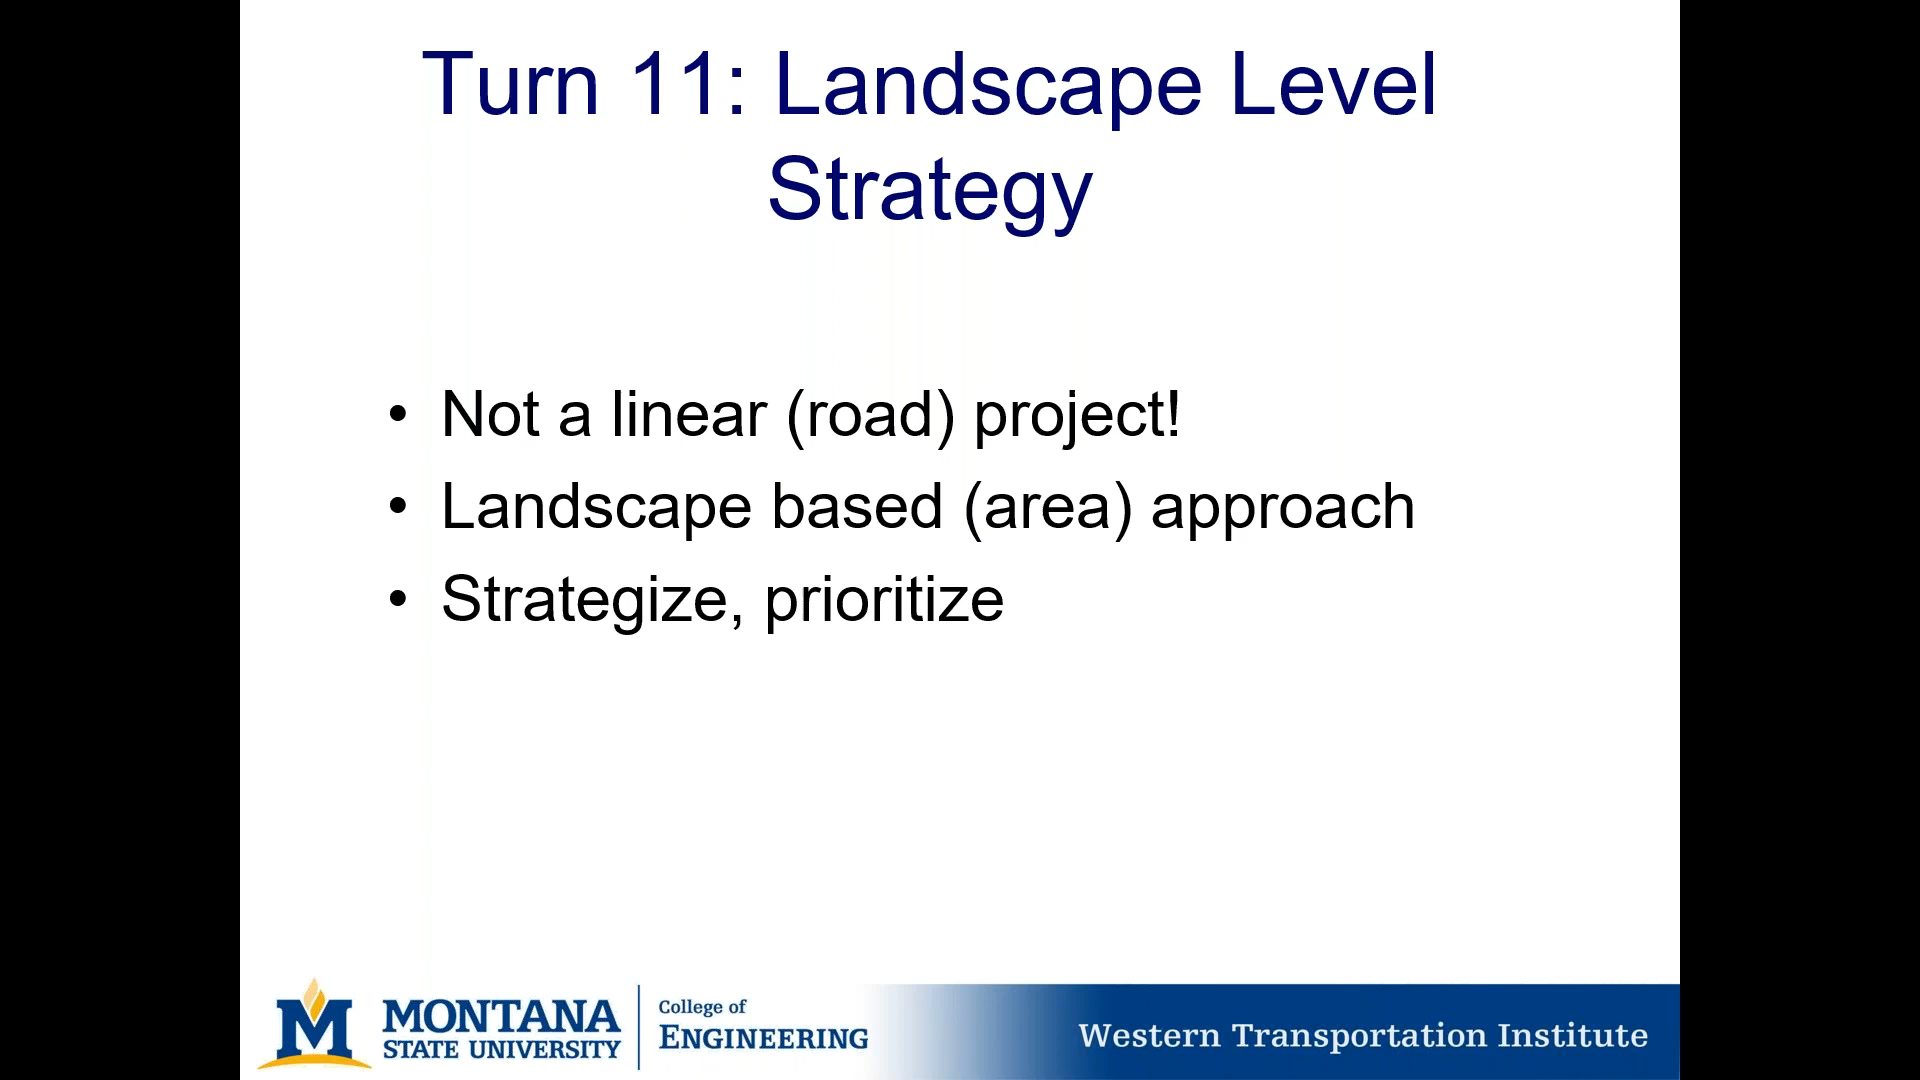 Turn 11: Landscape Level
Strategy
• Not a linear (road) project!
• Landscape based (area) approach
• Strategize, prioritize
M MONTANA
STATE UNIVERSITY
College of
ENGINEERING
Western Transportation Institute